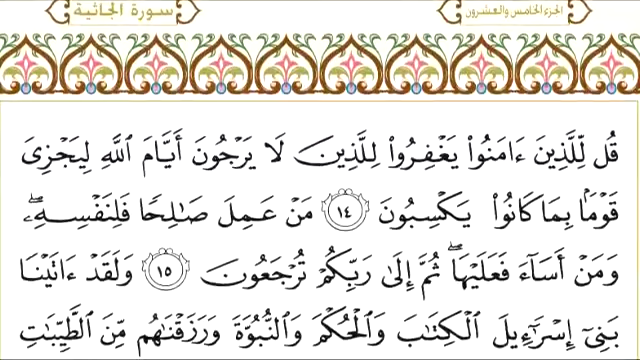 سورة الجاثية الجزء الخامس والعشرون
قُل لِّلَّذِينَ ءَامَنُوا۟ يَغْفِرُوا۟ لِلَّذِينَ لَا يَرْجُونَ أَيَّامَ ٱللَّهِ لِيَجْزِىَ
قَوْمًۢا بِمَا كَانُوا۟ يَكْسِبُونَ ١٤ مَنْ عَمِلَ صَـٰلِحًا فَلِنَفْسِهِۦ ۖ
وَمَنْ أَسَآءَ فَعَلَيْهَا ۖ ثُمَّ إِلَىٰ رَبِّكُمْ تُرْجَعُونَ ١٥ وَلَقَدْ ءَاتَيْنَا
بَنِىٓ إِسْرَٰٓءِيلَ ٱلْكِتَـٰبَ وَٱلْحُكْمَ وَٱلنُّبُوَّةَ وَرَزَقْنَـٰهُم مِّنَ ٱلطَّيِّبَـٰتِ